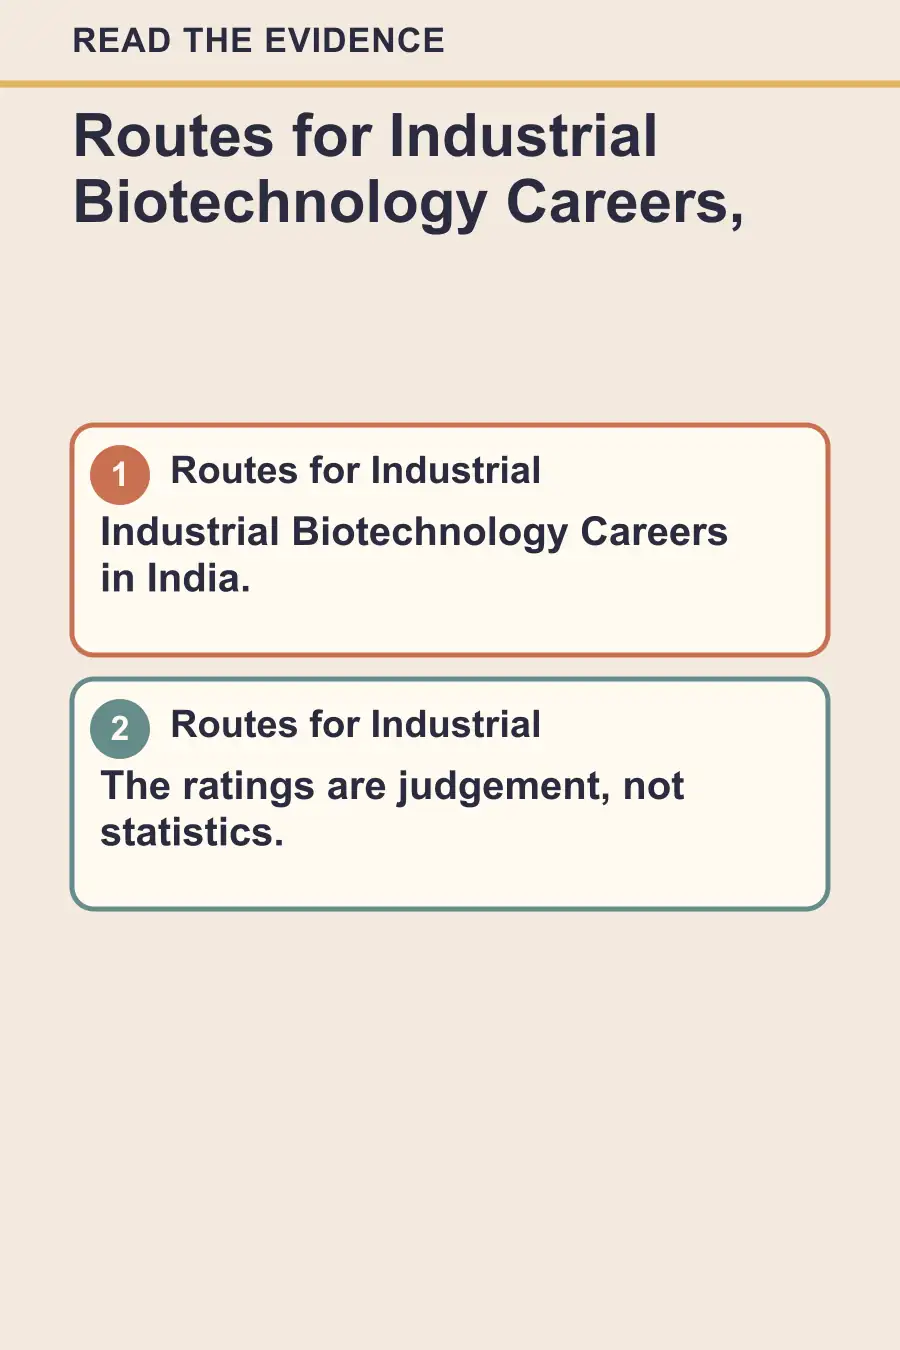 READ THE EVIDENCE
Routes for Industrial
Biotechnology Careers,
1 Routes for Industrial
Industrial Biotechnology Careers
in India.
2 Routes for Industrial
The ratings are judgement, not
statistics.